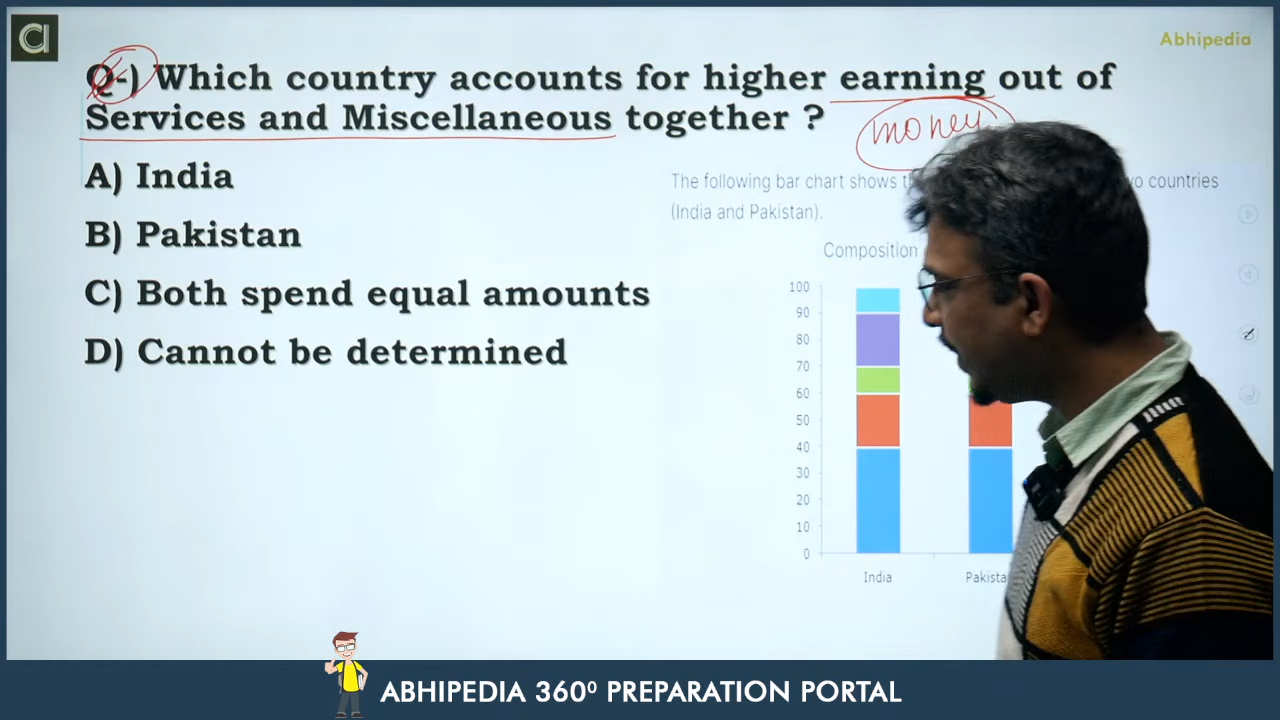 Abhipedia
Q-) Which country accounts for higher earning out of
Services and Miscellaneous together ?
money
A) India
B) Pakistan
C) Both spend equal amounts
D) Cannot be determined
The following bar chart shows countries
(India and Pakistan).
Composition
100
90
80
70
60
50
40
30
20
10
0
India
ABHIPEDIA 360⁰ PREPARATION PORTAL